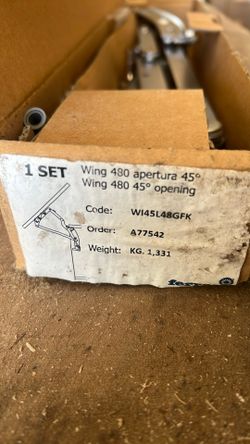 1 SET
Wing 480 apertura 45°
Wing 480 45° opening
Code: WI45L48GFK
Order: A77542
Weight: KG. 1,331